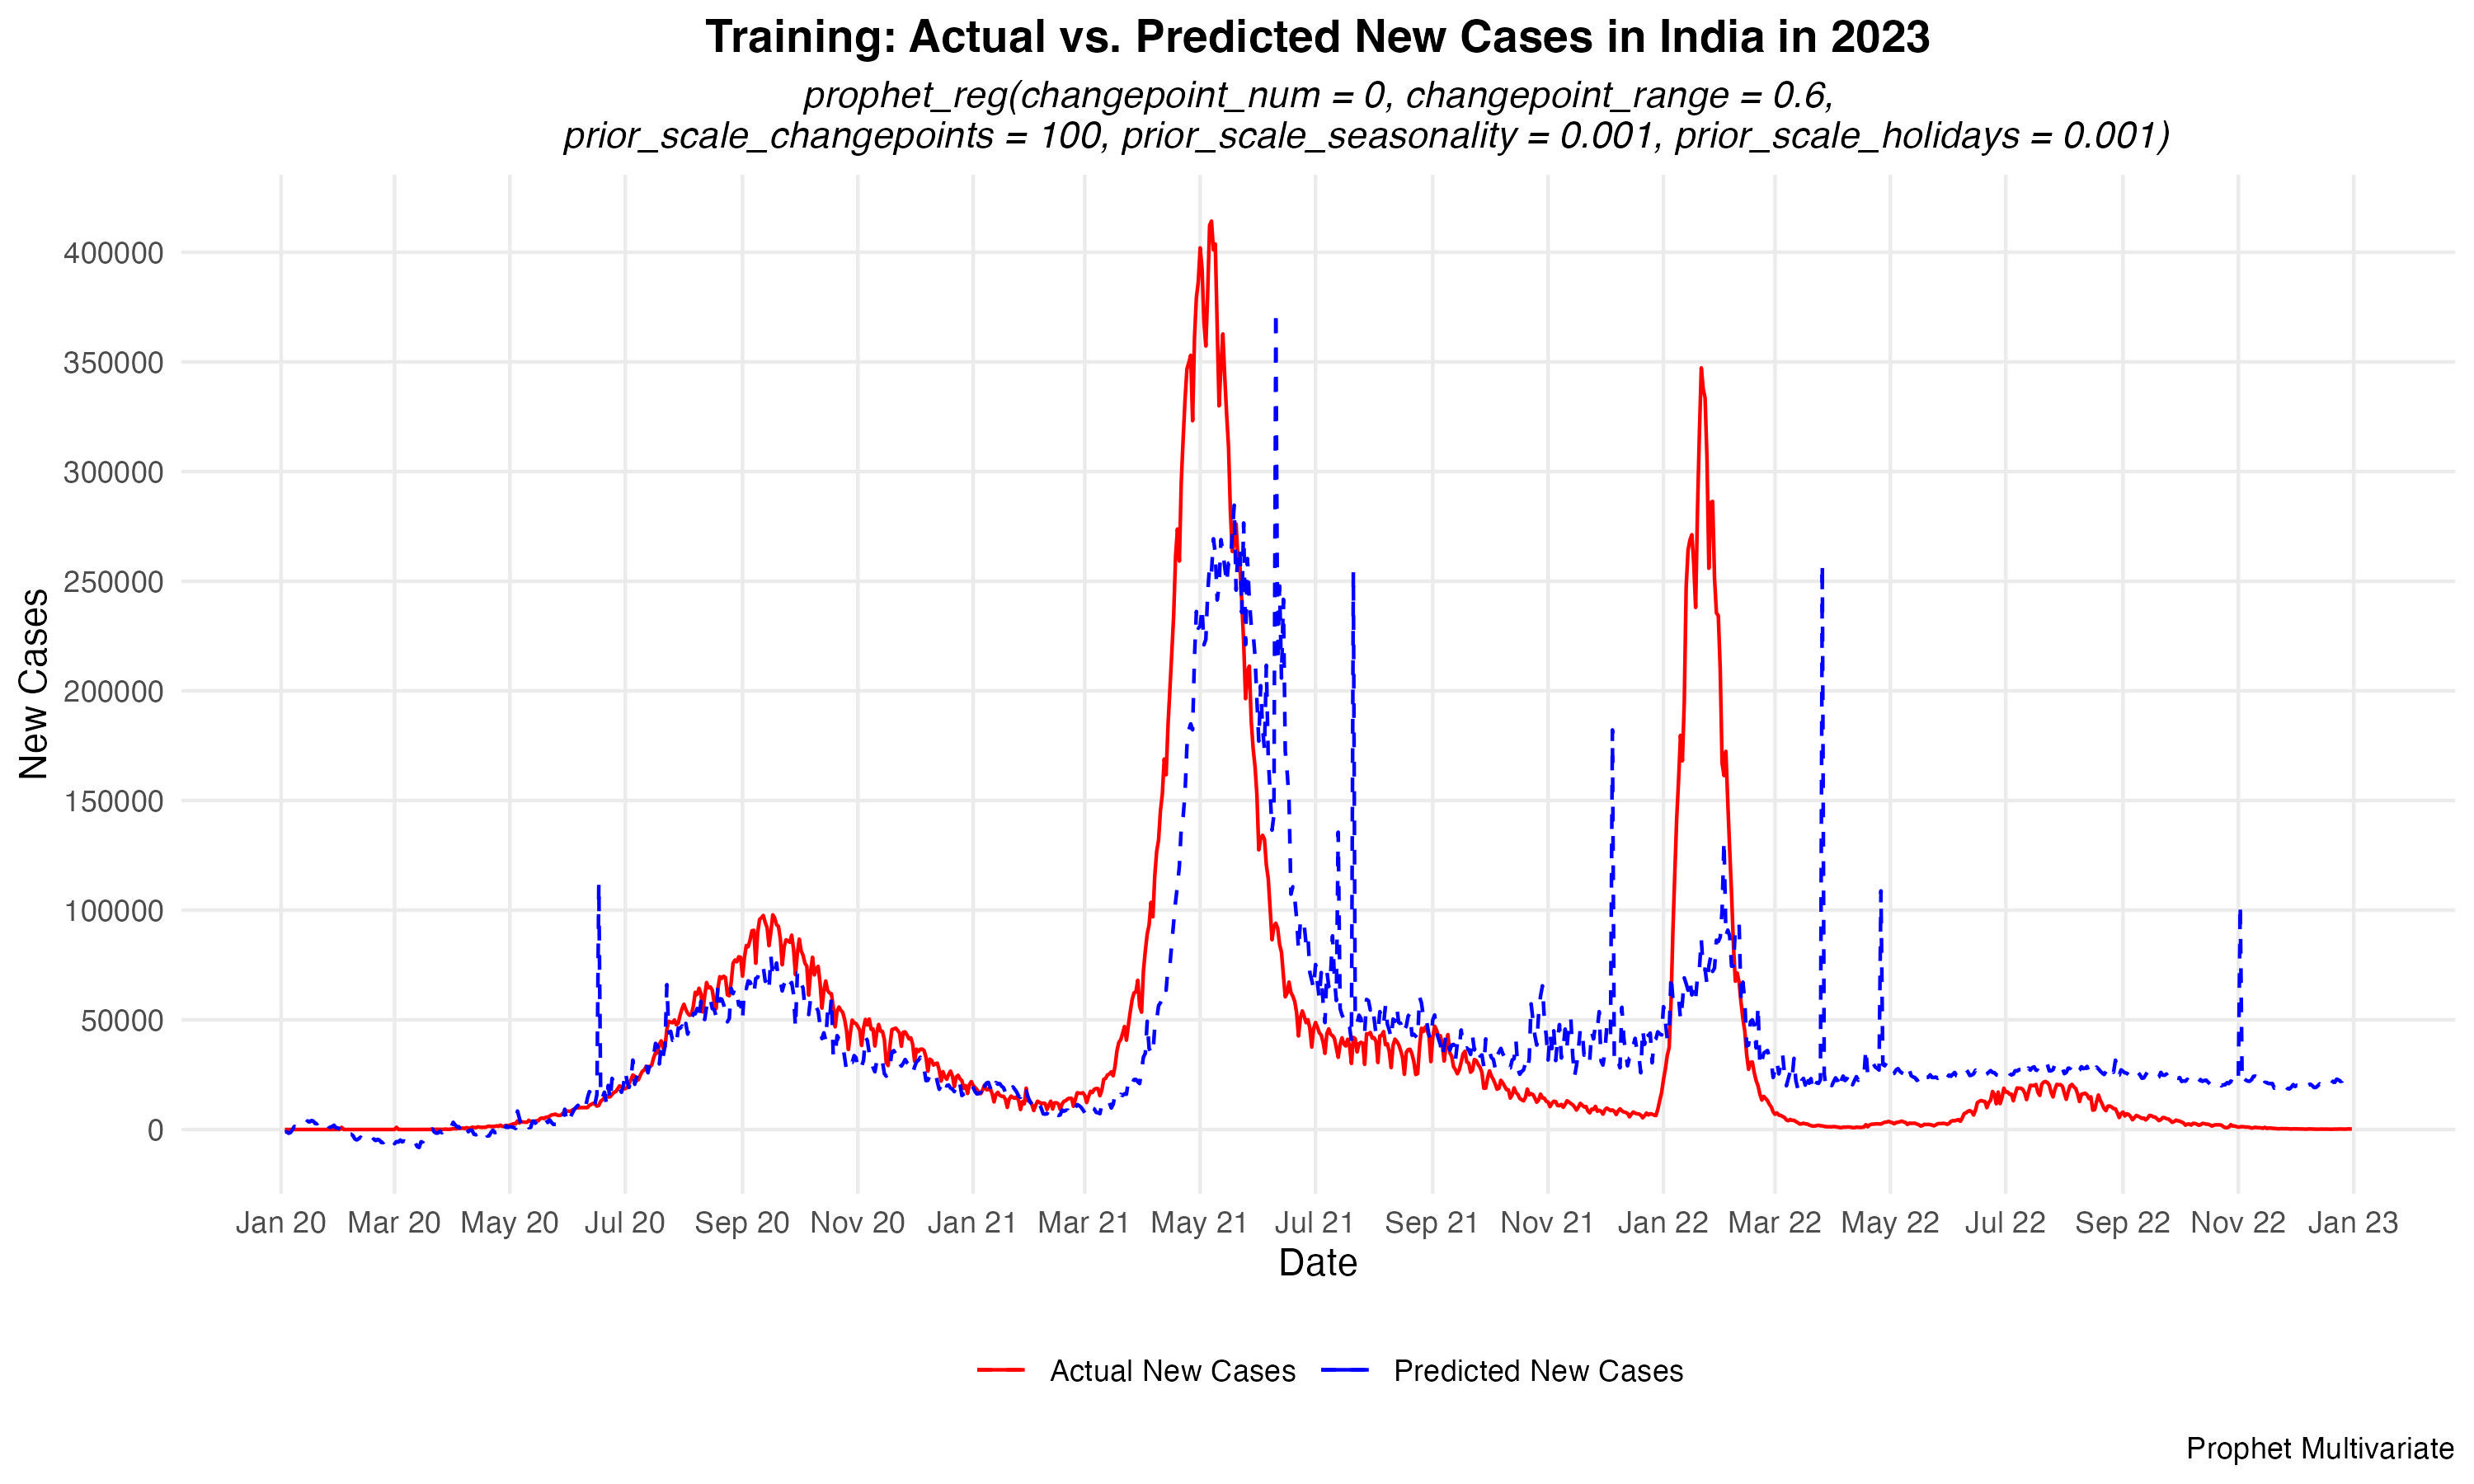 Training: Actual vs. Predicted New Cases in India in 2023
prophet_reg(changepoint_num = 0, changepoint_range = 0.6,
prior_scale_changepoints = 100, prior_scale_seasonality = 0.001, prior_scale_holidays = 0.001)
New Cases
400000
350000
300000
250000
200000
150000
100000
50000
0
Jan 20 Mar 20 May 20 Jul 20 Sep 20 Nov 20 Jan 21 Mar 21 May 21 Jul 21 Sep 21 Nov 21 Jan 22 Mar 22 May 22 Jul 22 Sep 22 Nov 22 Jan 23
Date
Actual New Cases Predicted New Cases
Prophet Multivariate